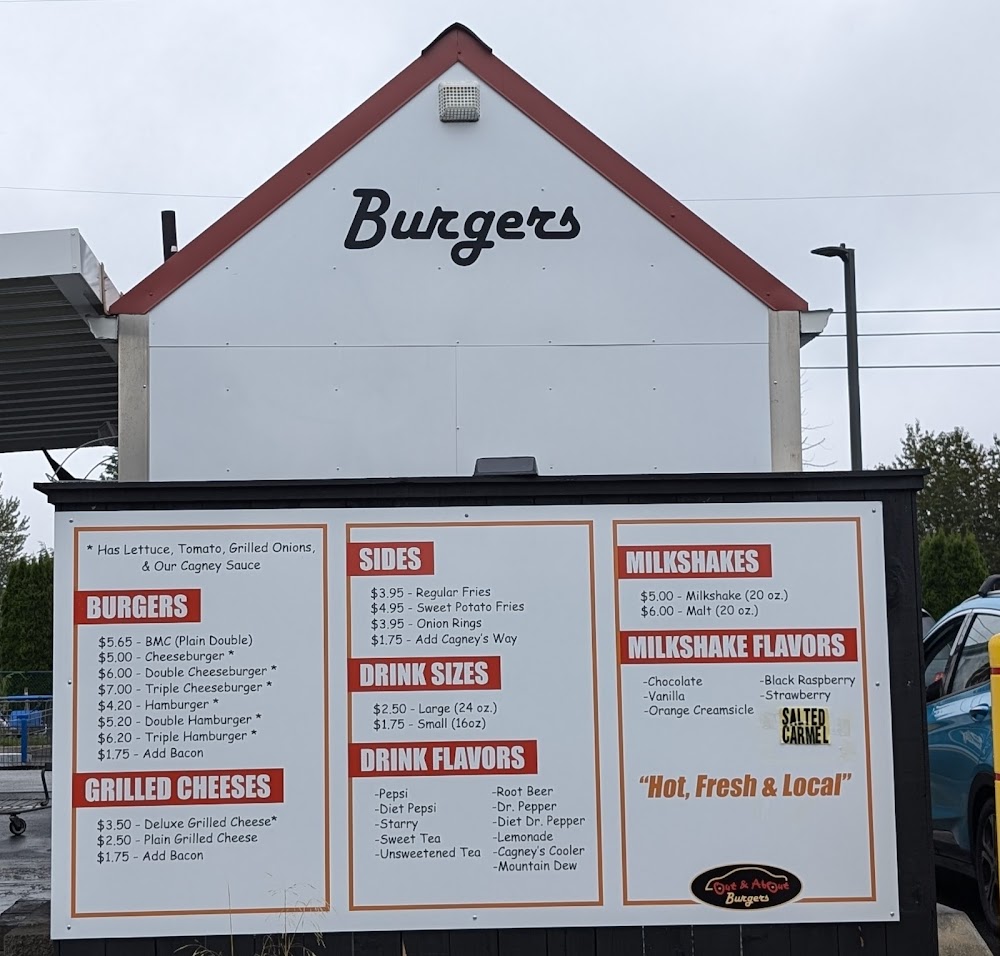 Burgers
* Has Lettuce, Tomato, Grilled Onions,
& Our Cagney Sauce
BURGERS
$5.65 - BMC (Plain Double)
$5.00 - Cheeseburger *
$6.00 - Double Cheeseburger *
$7.00 - Triple Cheeseburger *
$4.20 - Hamburger *
$5.20 - Double Hamburger *
$6.20 - Triple Hamburger *
$1.75 - Add Bacon
GRILLED CHEESES
$3.50 - Deluxe Grilled Cheese*
$2.50 - Plain Grilled Cheese
$1.75 - Add Bacon
SIDES
$3.95 - Regular Fries
$4.95 - Sweet Potato Fries
$3.95 - Onion Rings
$1.75 - Add Cagney's Way
DRINK SIZES
$2.50 - Large (24 oz.)
$1.75 - Small (16oz)
DRINK FLAVORS
-Pepsi
-Diet Pepsi
-Starry
-Sweet Tea
-Unsweetened Tea
-Root Beer
-Dr. Pepper
-Diet Dr. Pepper
-Lemonade
-Cagney's Cooler
-Mountain Dew
MILKSHAKES
$5.00 - Milkshake (20 oz.)
$6.00 - Malt (20 oz.)
MILKSHAKE FLAVORS
-Chocolate
-Vanilla
-Orange Creamsicle
-Black Raspberry
-Strawberry
SALTED
CARMEL
"Hot, Fresh & Local"
Out & About
Burgers